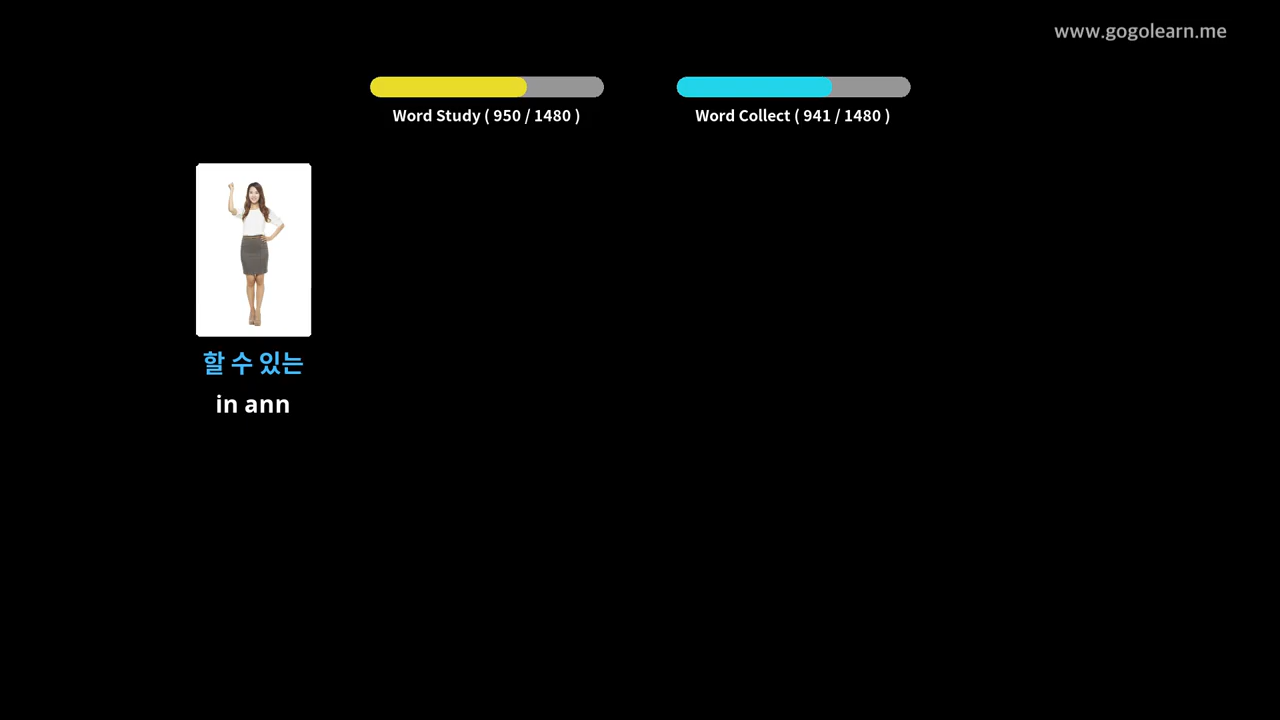 www.gogolearn.me
Word Study ( 950 / 1480 )
Word Collect ( 941 / 1480 )
할 수 있는
in ann